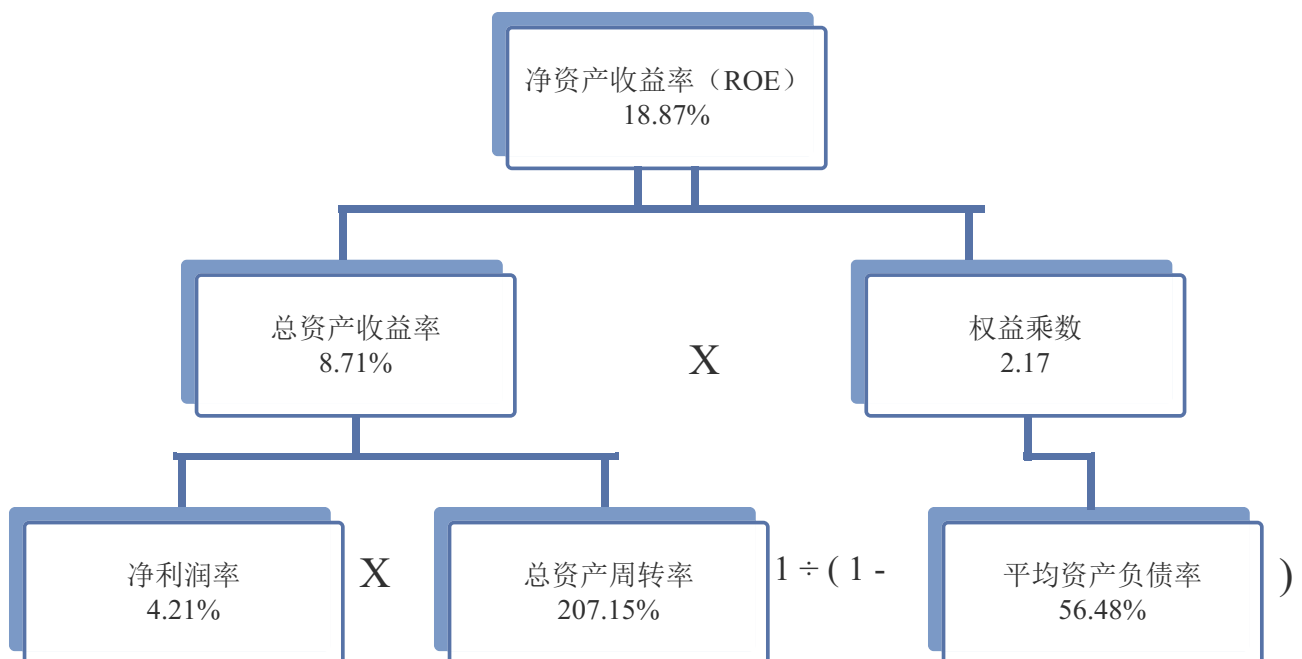 净资产收益率（ROE）
18.87%
总资产收益率
8.71%
X
权益乘数
2.17
净利润率
4.21%
X
总资产周转率
207.15%
1 ÷ ( 1 -
平均资产负债率
56.48%
)